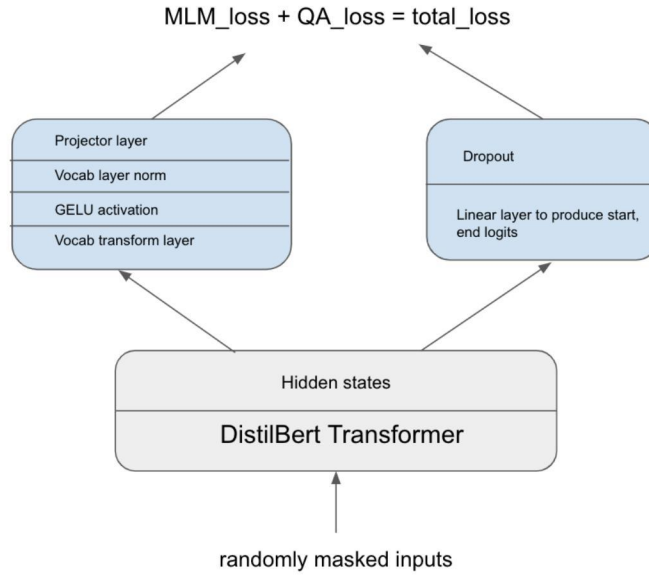 MLM_loss + QA_loss = total_loss
Projector layer
Vocab layer norm
GELU activation
Vocab transform layer
Dropout
Linear layer to produce start,
end logits
Hidden states
DistilBert Transformer
randomly masked inputs